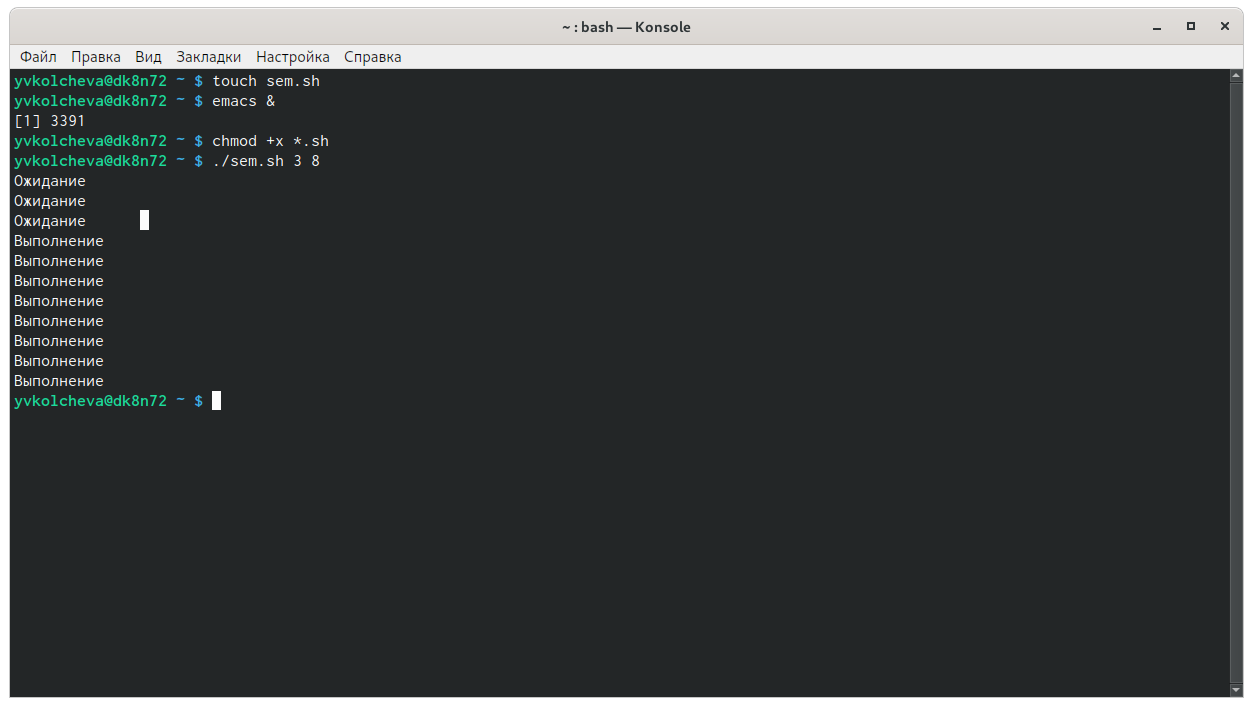 ~ : bash — Konsole
Файл Правка Вид Закладки Настройка Справка
yvkolcheva@dk8n72 ~ $ touch sem.sh
yvkolcheva@dk8n72 ~ $ emacs &
[1] 3391
yvkolcheva@dk8n72 ~ $ chmod +x *.sh
yvkolcheva@dk8n72 ~ $ ./sem.sh 3 8
Ожидание
Ожидание
Ожидание
Выполнение
Выполнение
Выполнение
Выполнение
Выполнение
Выполнение
Выполнение
Выполнение
yvkolcheva@dk8n72 ~ $